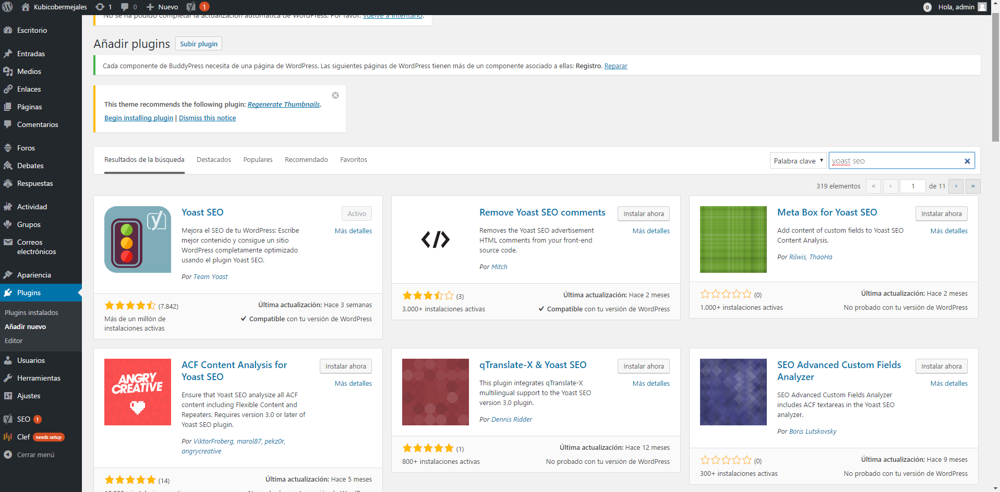 Kubicobermejales 1 0 Nuevo 1 0 Hola, admin
No se ha podido completar la actualización automática de WordPress. Por favor, vuelve a intentarlo.
Escritorio
Entradas
Medios
Enlaces
Páginas
Comentarios
Foros
Debates
Respuestas
Actividad
Grupos
Correos
electrónicos
Apariencia
Plugins
Plugins instalados
Añadir nuevo
Editor
Usuarios
Herramientas
Ajustes
SEO 1
Clef needs setup
Cerrar menú
Añadir plugins Subir plugin
Cada componente de BuddyPress necesita de una página de WordPress. Las siguientes páginas de WordPress tienen más de un componente asociado a ellas: Registro. Reparar
This theme recommends the following plugin: Regenerate Thumbnails.
Begin installing plugin | Dismiss this notice
Resultados de la búsqueda Destacados Populares Recomendado Favoritos Palabra clave yoast seo
319 elementos « ‹ 1 de 11 › »
Yoast SEO
Activo
Más detalles
Mejora el SEO de tu WordPress: Escribe
mejor contenido y consigue un sitio
WordPress completamente optimizado
usando el plugin Yoast SEO.
Por Team Yoast
(7.842)
Más de un millón de
instalaciones activas
Última actualización: Hace 3 semanas
Compatible con tu versión de WordPress
Remove Yoast SEO comments
Instalar ahora
Más detalles
Removes the Yoast SEO advertisement
HTML comments from your front-end
source code.
Por Mitch
(3)
3.000+ instalaciones activas
Última actualización: Hace 2 meses
Compatible con tu versión de WordPress
Meta Box for Yoast SEO
Instalar ahora
Más detalles
Add content of custom fields to Yoast SEO
Content Analysis.
Por Rilwis, ThaoHa
(0)
1.000+ instalaciones activas
Última actualización: Hace 2 meses
No probado con tu versión de WordPress
ANGRY
CREATIVE
ACF Content Analysis for
Yoast SEO
Instalar ahora
Más detalles
Ensure that Yoast SEO analysize all ACF
content including Flexible Content and
Repeaters. Requires version 3.0 or later of
Yoast SEO plugin.
Por ViktorFroberg, marol87, pekz0r,
angrycreative
(14)
Última actualización: Hace 5 meses
qTranslate-X & Yoast SEO
Instalar ahora
Más detalles
This plugin integrates qTranslate-X
multilingual support to the Yoast SEO
version 3.0 plugin.
Por Dennis Ridder
(1)
800+ instalaciones activas
Última actualización: Hace 12 meses
No probado con tu versión de WordPress
SEO Advanced Custom Fields
Analyzer
Instalar ahora
Más detalles
SEO Advanced Custom Fields Analyzer
includes ACF textareas in the Yoast SEO
analyzer.
Por Boris Lutskovsky
(0)
300+ instalaciones activas
Última actualización: Hace 9 meses
No probado con tu versión de WordPress